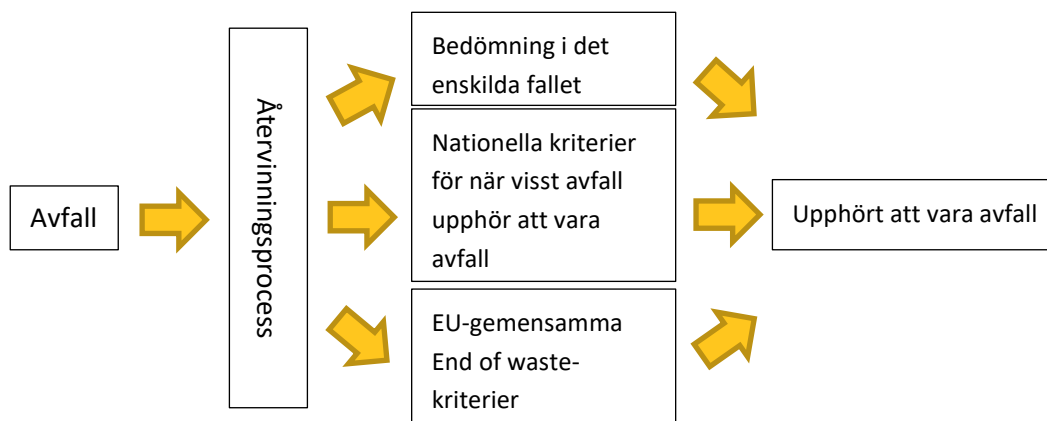 Avfall
Återvinningsprocess
Bedömning i det
enskilda fallet
Nationella kriterier
för när visst avfall
upphör att vara
avfall
EU-gemensamma
End of waste-
kriterier
Upphört att vara avfall